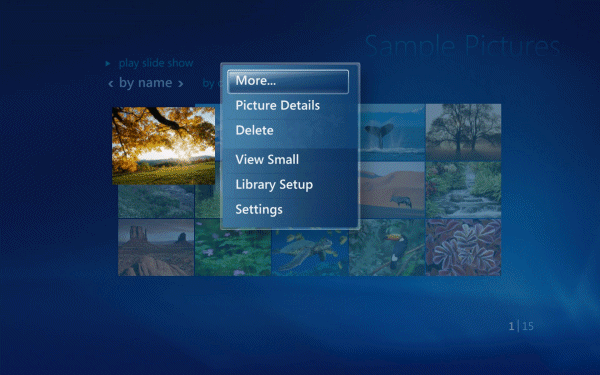 Sample Pictures
play slide show
by name
by
More...
Picture Details
Delete
View Small
Library Setup
Settings
1 | 15